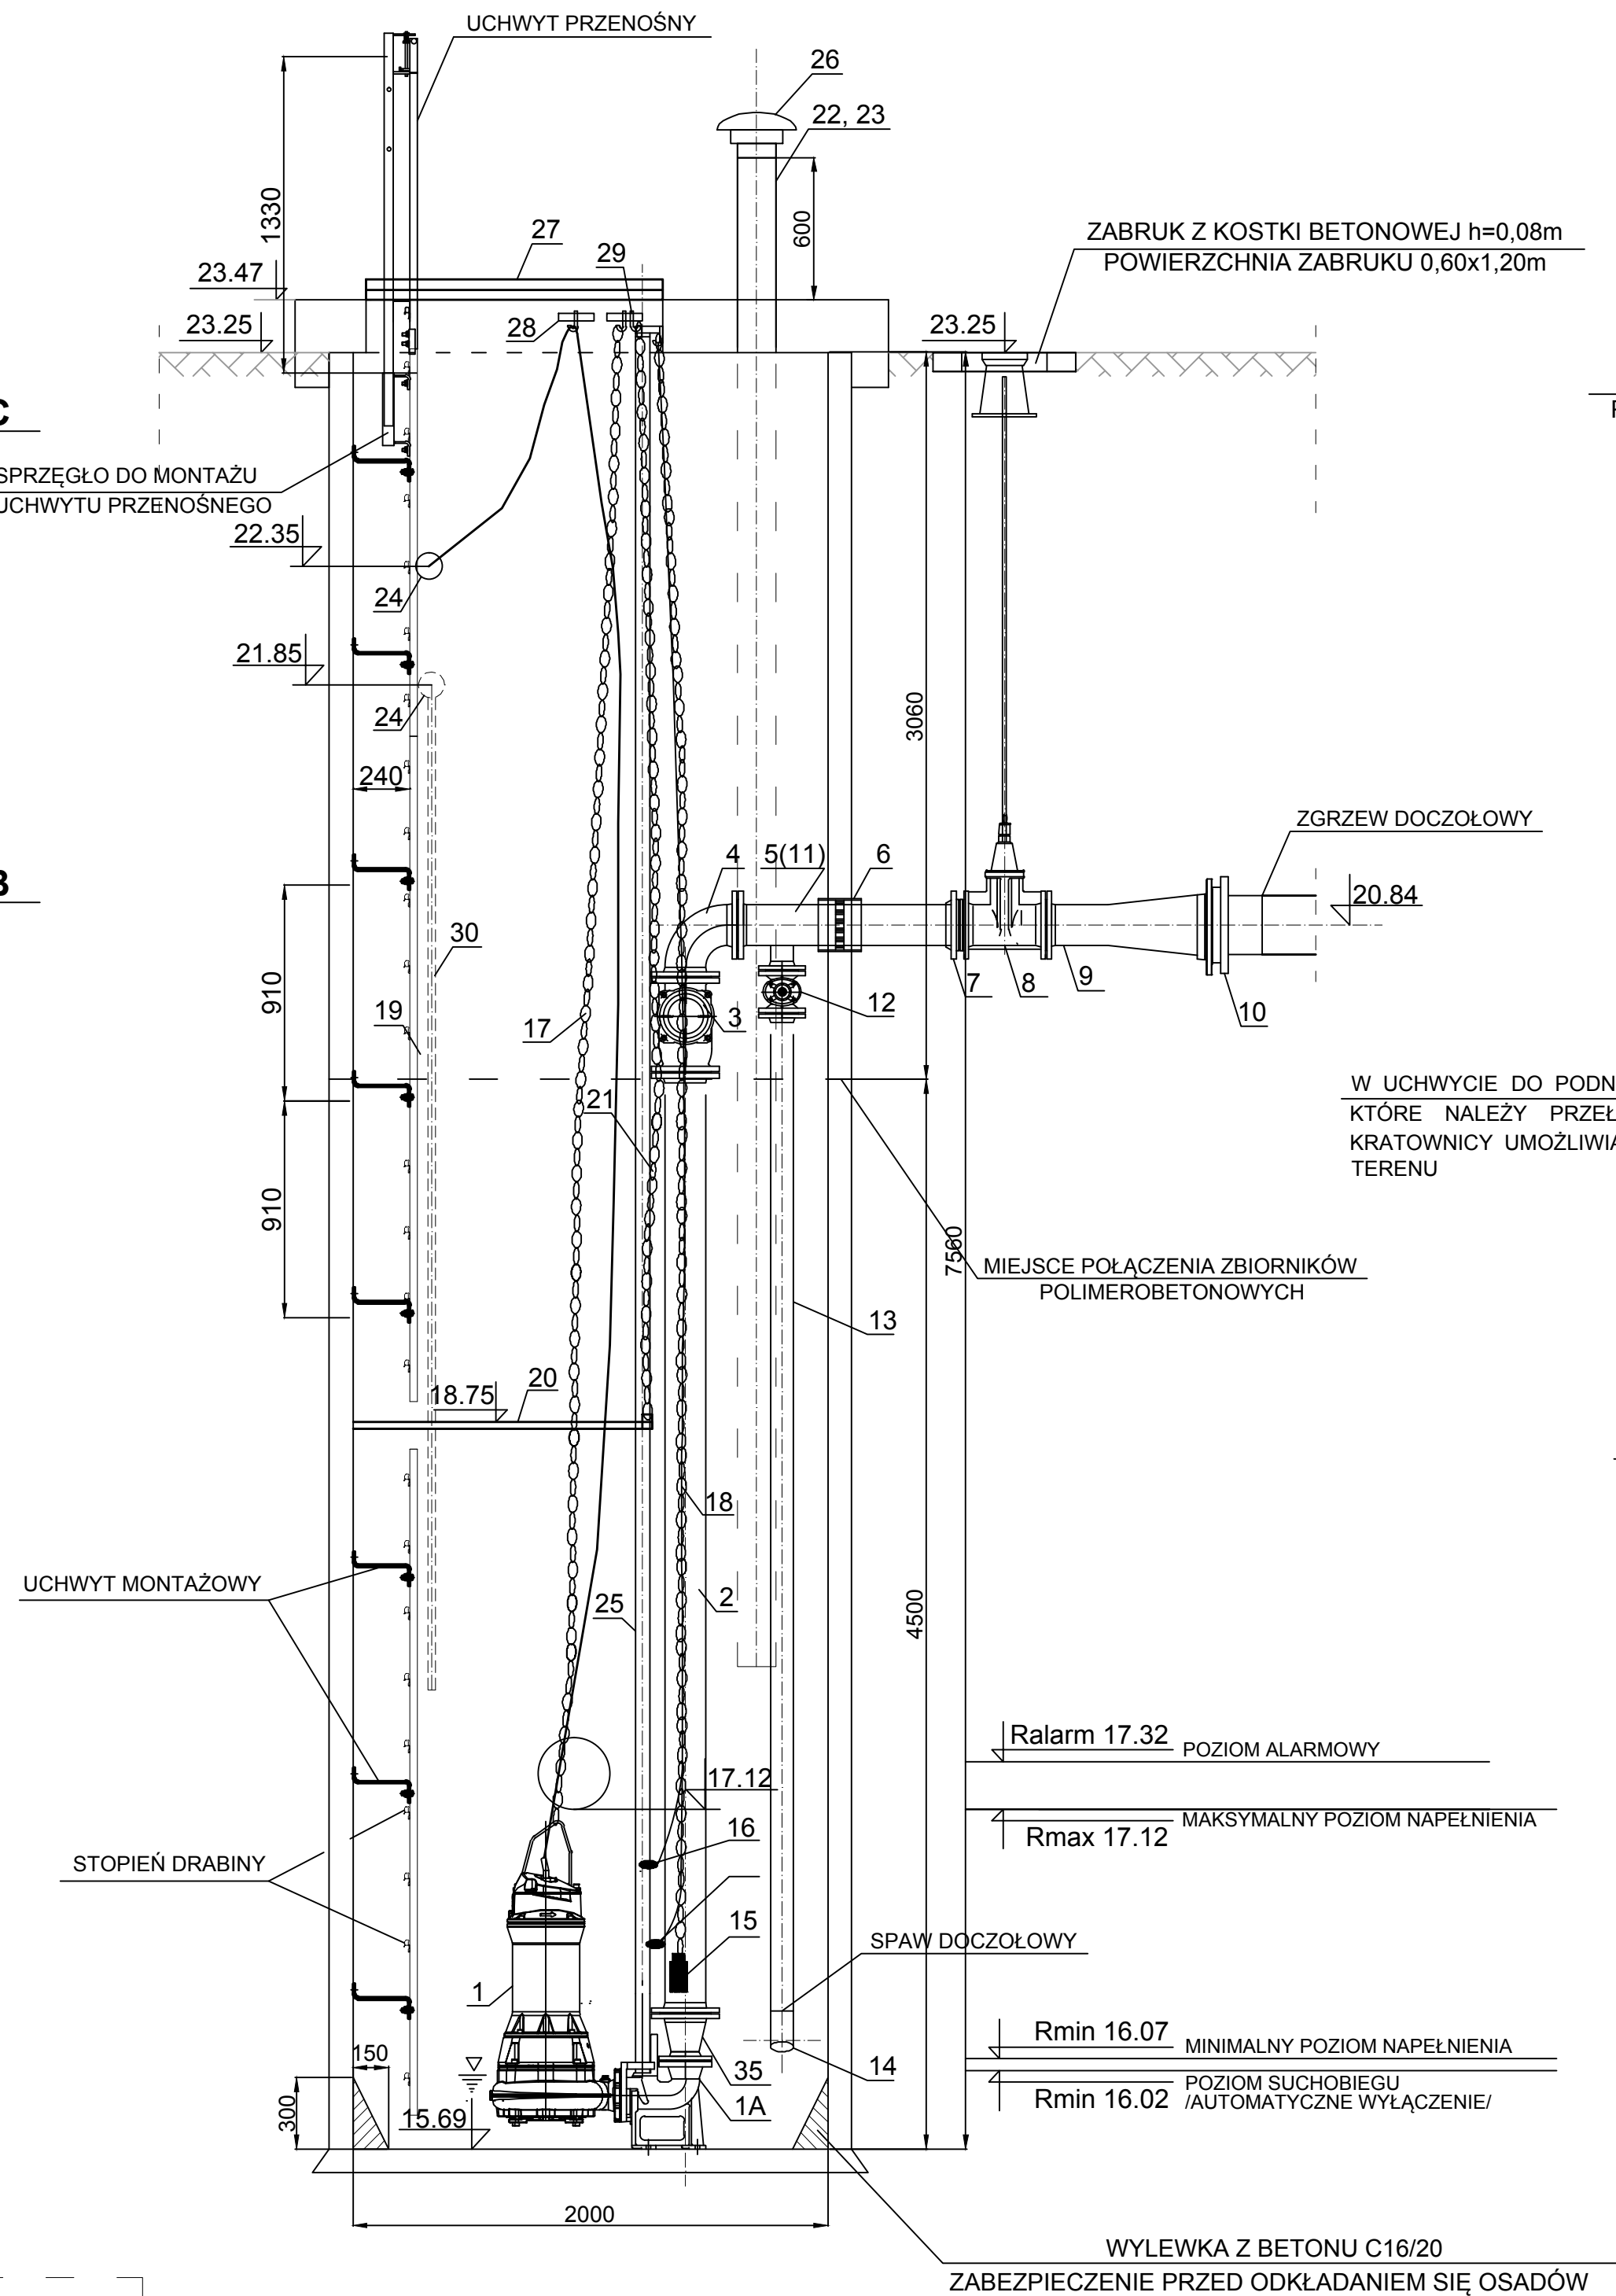 UCHWYT PRZENOŚNY
26
22, 23
1330
600
27
29
ZABRUK Z KOSTKI BETONOWEJ h=0,08m
POWIERZCHNIA ZABRUKU 0,60x1,20m
23.47
23.25
28
23.25
C
SPRZĘGŁO DO MONTAŻU
UCHWYTU PRZENOŚNEGO
22.35
24
21.85
24
3060
240
ZGRZEW DOCZOŁOWY
4
5(11)
6
B
20.84
30
910
7
8
9
10
19
17
3
12
W UCHWYCIE DO PODN
KTÓRE NALEŻY PRZEŁ
KRATOWNICY UMOŻLIWIA
TERENU
21
910
7560
MIEJSCE POŁĄCZENIA ZBIORNIKÓW
POLIMEROBETONOWYCH
13
18.75
20
18
UCHWYT MONTAŻOWY
25
2
4500
Ralarm 17.32
POZIOM ALARMOWY
17.12
MAKSYMALNY POZIOM NAPEŁNIENIA
Rmax 17.12
16
STOPIEŃ DRABINY
15
SPAW DOCZOŁOWY
1
Rmin 16.07
MINIMALNY POZIOM NAPEŁNIENIA
150
35
14
POZIOM SUCHOBIEGU
Rmin 16.02
/AUTOMATYCZNE WYŁĄCZENIE/
300
15.69
1A
2000
WYLEWKA Z BETONU C16/20
ZABEZPIECZENIE PRZED ODKŁADANIEM SIĘ OSADÓW